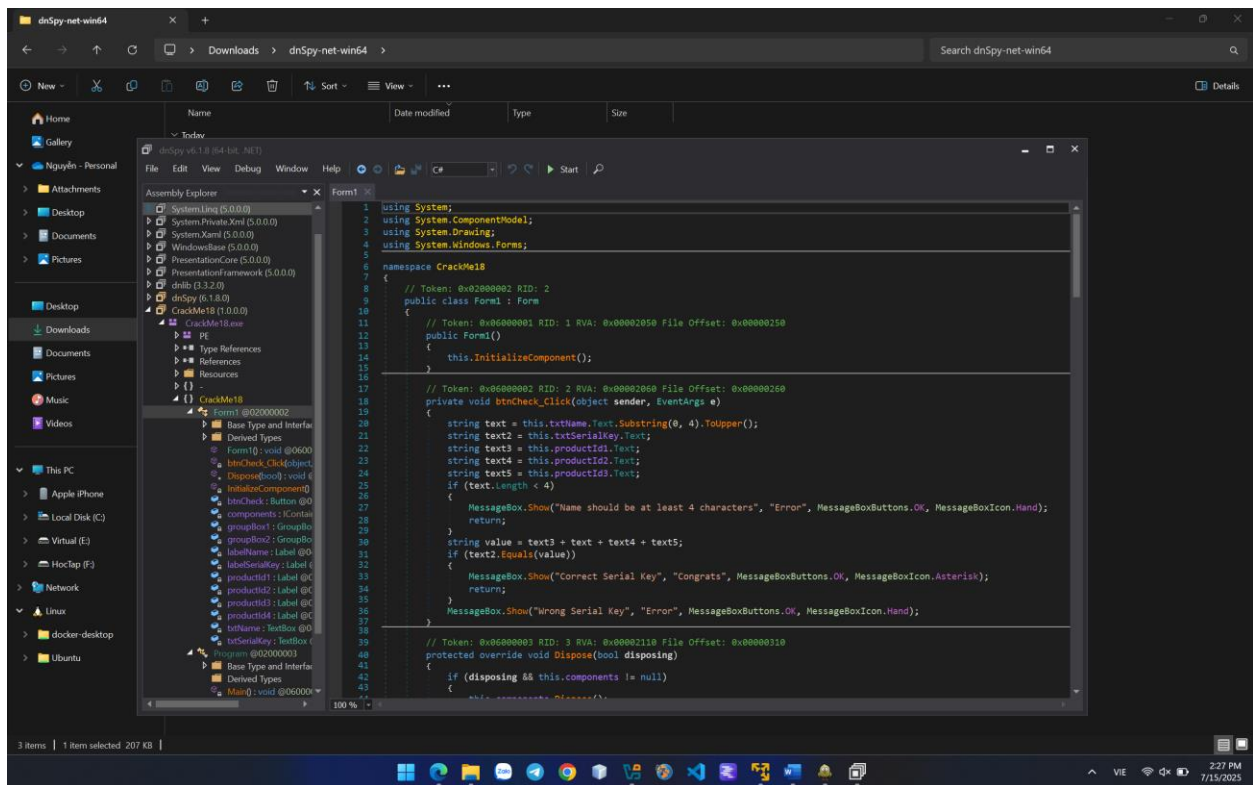 dnSpy-net-win64
Downloads > dnSpy-net-win64 >
Search dnSpy-net-win64
New
Sort
View
Details
Name
Date modified
Type
Size
Today
Home
Gallery
Nguyễn - Personal
Attachments
Desktop
Documents
Pictures
Desktop
Downloads
Documents
Pictures
Music
Videos
This PC
Apple iPhone
Local Disk (C:)
Virtual (E:)
HocTap (F:)
Network
Linux
docker-desktop
Ubuntu
dnSpy v6.1.8 (64-bit, .NET)
File Edit View Debug Window Help C# Start
Assembly Explorer
System.Linq (5.0.0.0)
System.Private.Xml (5.0.0.0)
System.Xaml (5.0.0.0)
WindowsBase (5.0.0.0)
PresentationCore (5.0.0.0)
PresentationFramework (5.0.0.0)
dnlib (3.3.2.0)
dnSpy (6.1.8.0)
CrackMe18 (1.0.0.0)
CrackMe18.exe
PE
Type References
References
Resources
{ } -
{ } CrackMe18
Form1 @02000002
Base Type and Interfa
Derived Types
Form1() : void @0600
btnCheck_Click(object,
Dispose(bool) : void @
InitializeComponent()
btnCheck : Button @0
components : IContai
groupBox1 : GroupBo
groupBox2 : GroupBo
labelName : Label @0
labelSerialKey : Label (
productId1 : Label @0
productId2 : Label @0
productId3 : Label @0
productId4 : Label @0
txtName : TextBox @0
txtSerialKey : TextBox (
Program @02000003
Base Type and Interfa
Derived Types
Main() : void @06000
Form1
1 using System;
2 using System.ComponentModel;
3 using System.Drawing;
4 using System.Windows.Forms;
5
6 namespace CrackMe18
7 {
8 // Token: 0x02000002 RID: 2
9 public class Form1 : Form
10 {
11 // Token: 0x06000001 RID: 1 RVA: 0x00002050 File Offset: 0x00000250
12 public Form1()
13 {
14 this.InitializeComponent();
15 }
16
17 // Token: 0x06000002 RID: 2 RVA: 0x00002060 File Offset: 0x00000260
18 private void btnCheck_Click(object sender, EventArgs e)
19 {
20 string text = this.txtName.Text.Substring(0, 4).ToUpper();
21 string text2 = this.txtSerialKey.Text;
22 string text3 = this.productId1.Text;
23 string text4 = this.productId2.Text;
24 string text5 = this.productId3.Text;
25 if (text.Length < 4)
26 {
27 MessageBox.Show("Name should be at least 4 characters", "Error", MessageBoxButtons.OK, MessageBoxIcon.Hand);
28 return;
29 }
30 string value = text3 + text + text4 + text5;
31 if (text2.Equals(value))
32 {
33 MessageBox.Show("Correct Serial Key", "Congrats", MessageBoxButtons.OK, MessageBoxIcon.Asterisk);
34 return;
35 }
36 MessageBox.Show("Wrong Serial Key", "Error", MessageBoxButtons.OK, MessageBoxIcon.Hand);
37 }
38
39 // Token: 0x06000003 RID: 3 RVA: 0x00002110 File Offset: 0x00000310
40 protected override void Dispose(bool disposing)
41 {
42 if (disposing && this.components != null)
43 {
100 %
3 items 1 item selected 207 KB
Zalo
VIE
2:27 PM
7/15/2025